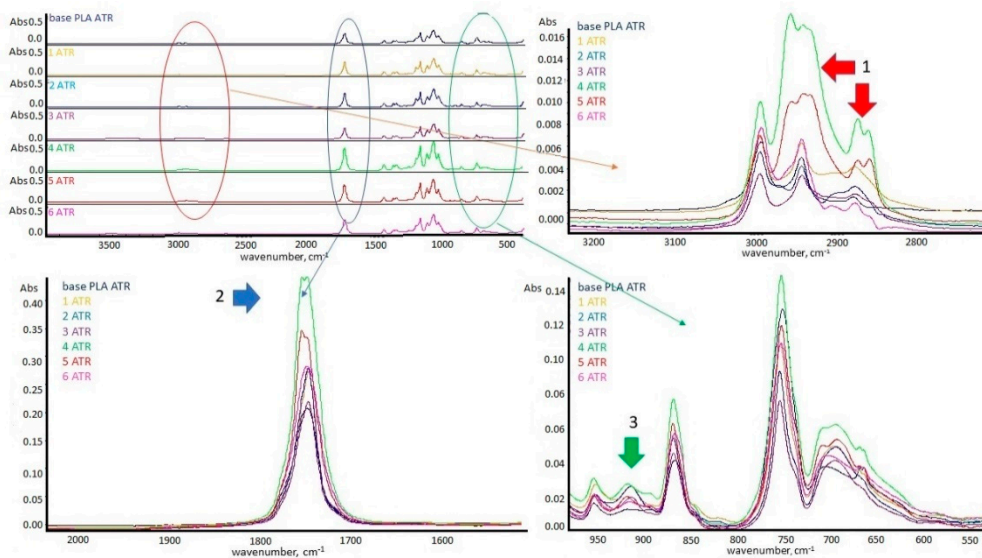 base PLA ATR
Abs0.5
0.0
Abs0.5
1 ATR
0.0
Abs0.5
2 ATR
0.0
Abs0.5
3 ATR
0.0
Abs0.5
4 ATR
0.0
Abs0.5
5 ATR
0.0
Abs0.5
6 ATR
0.0
3500 3000 2500 2000 1500 1000 500
wavenumber, cm-1
Abs
base PLA ATR
0.016
1 ATR
0.014
2 ATR
3 ATR
0.012
4 ATR
0.010
5 ATR
6 ATR
0.008
0.006
0.004
0.002
0.000
1
3200 3100 3000 2900 2800
wavenumber, cm-1
Abs
base PLA ATR
0.40
1 ATR
2 ATR
0.35
3 ATR
4 ATR
0.30
5 ATR
6 ATR
0.25
0.20
0.15
0.10
0.05
0.00
2
2000 1900 1800 1700 1600
wavenumber, cm-1
Abs
base PLA ATR
0.14
1 ATR
2 ATR
0.12
3 ATR
4 ATR
0.10
5 ATR
6 ATR
0.08
0.06
0.04
0.02
0.00
3
950 900 850 800 750 700 650 600 550
wavenumber, cm-1